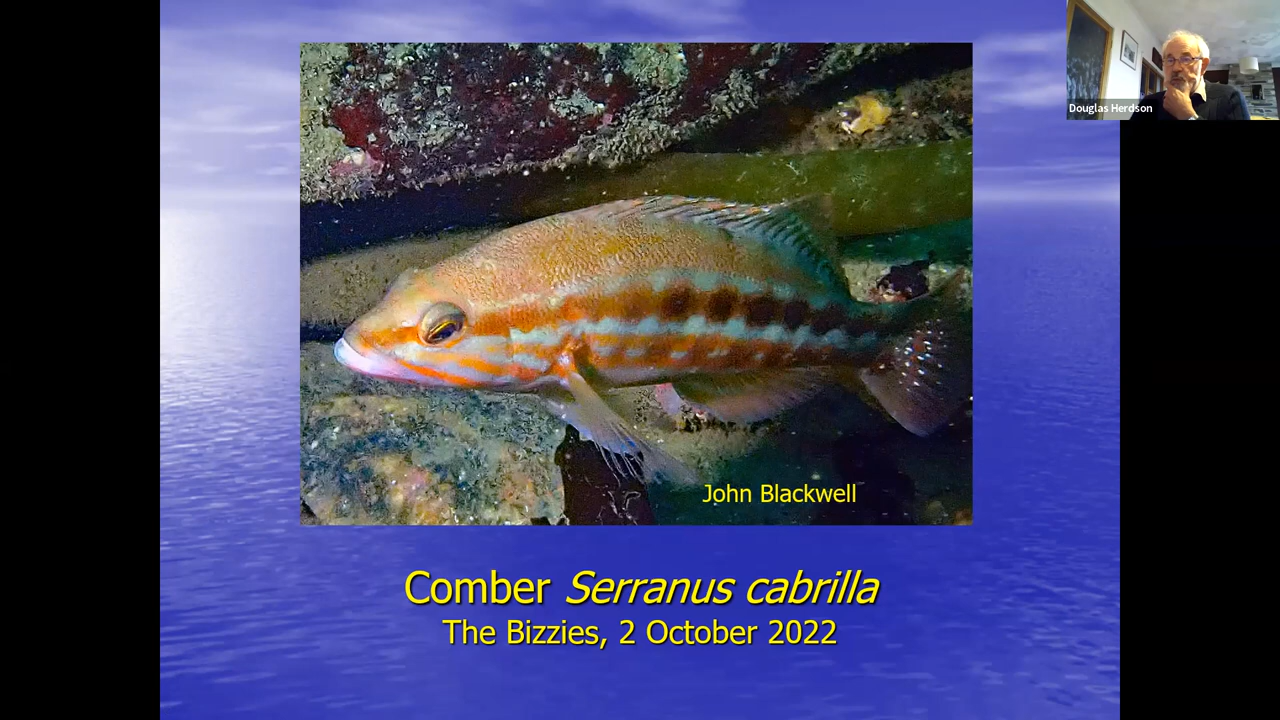 Douglas Herdson
John Blackwell
Comber Serranus cabrilla
The Bizzies, 2 October 2022